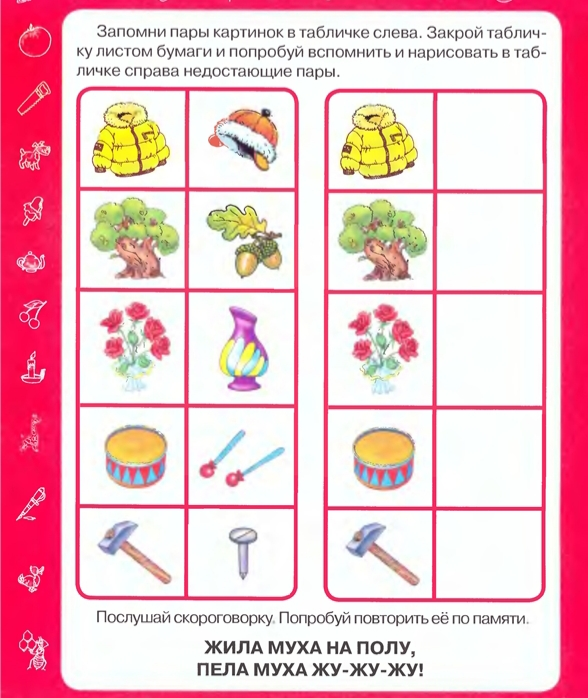 Запомни пары картинок в табличке слева. Закрой таблич-
ку листом бумаги и попробуй вспомнить и нарисовать в таб-
личке справа недостающие пары.
Послушай скороговорку. Попробуй повторить её по памяти.
ЖИЛА МУХА НА ПОЛУ,
ПЕЛА МУХА ЖУ-ЖУ-ЖУ!